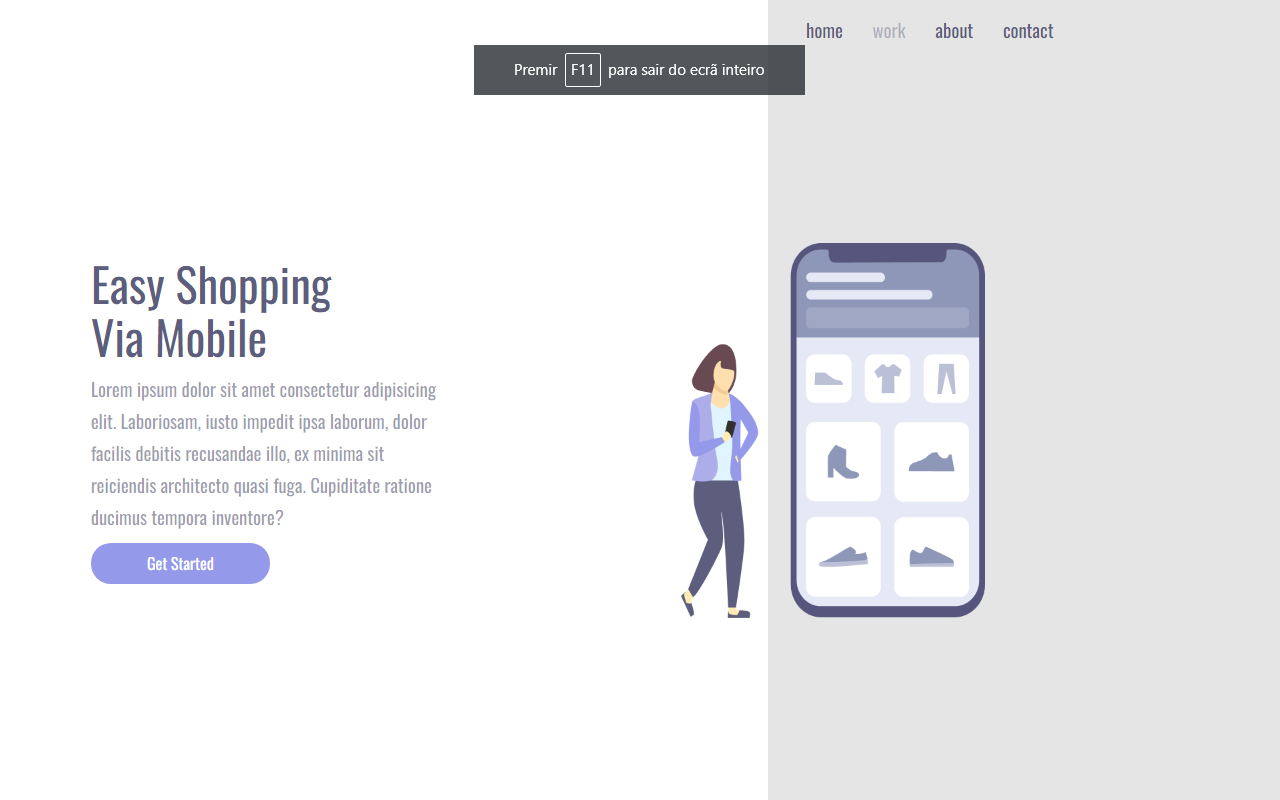 home work about contact
Premir F11 para sair do ecrã inteiro
Easy Shopping
Via Mobile
Lorem ipsum dolor sit amet consectetur adipisicing
elit. Laboriosam, iusto impedit ipsa laborum, dolor
facilis debitis recusandae illo, ex minima sit
reiciendis architecto quasi fuga. Cupiditate ratione
ducimus tempora inventore?
Get Started